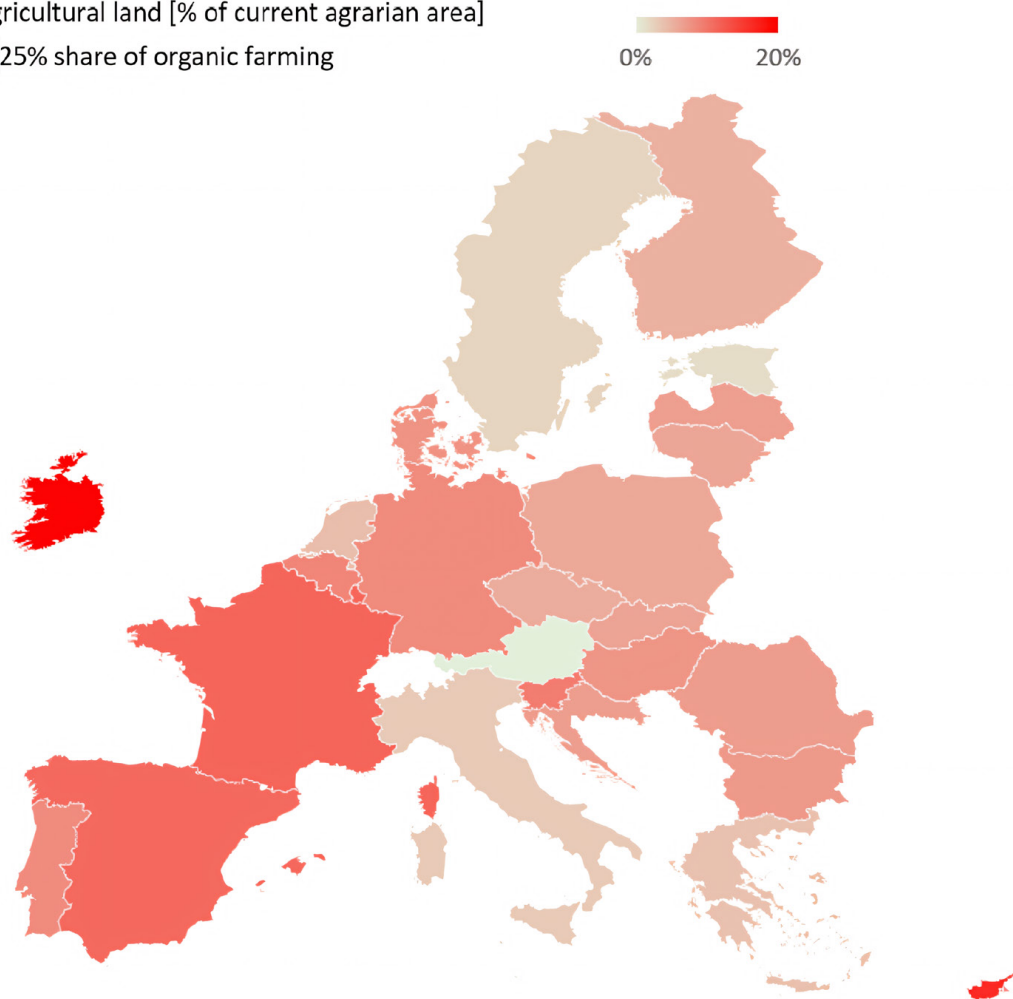 gricultural land [% of current agrarian area]
25% share of organic farming
0%
20%